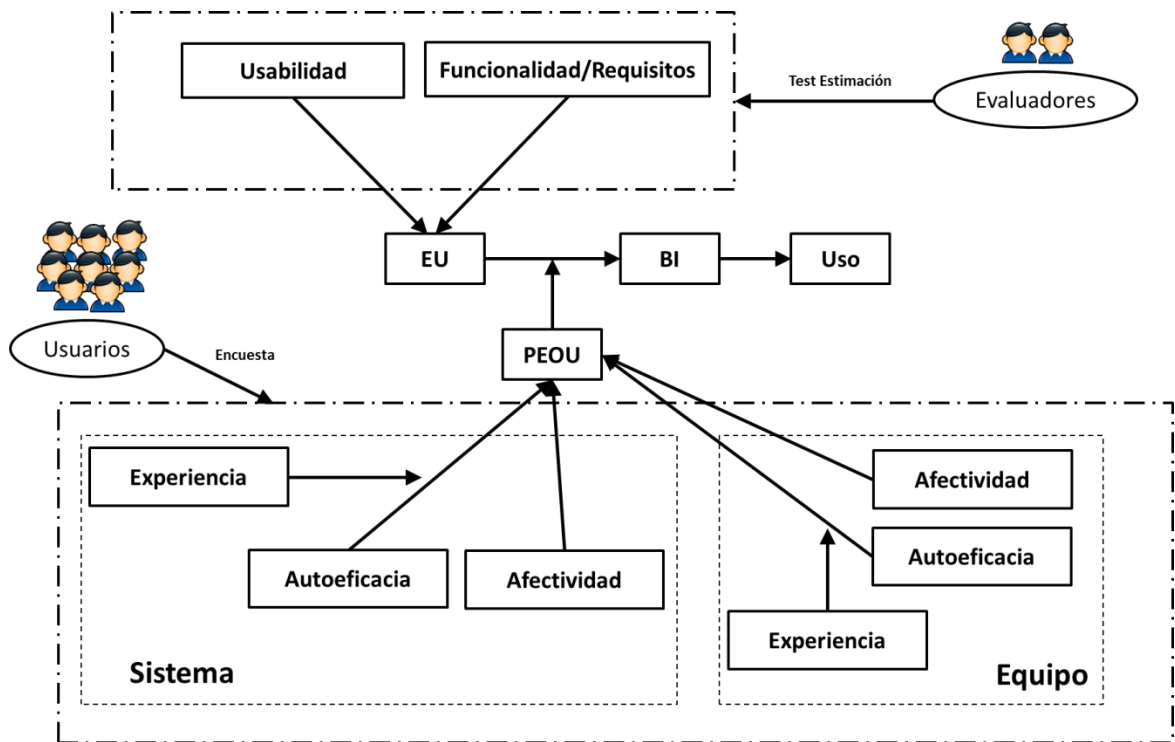 Usabilidad
Funcionalidad/Requisitos
Test Estimación
Evaluadores
EU
BI
Uso
Usuarios
Encuesta
PEOU
Experiencia
Autoeficacia
Afectividad
Sistema
Afectividad
Autoeficacia
Experiencia
Equipo